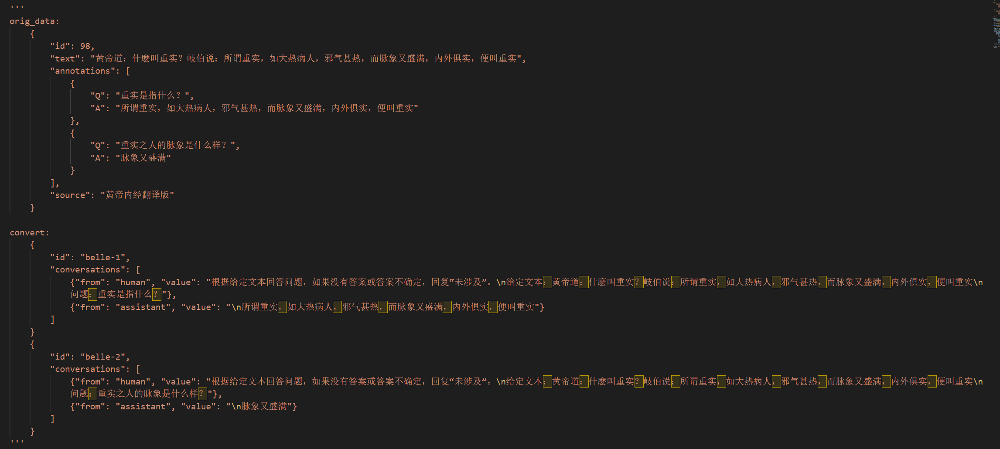 '''
orig_data:
{
"id": 98,
"text": "黄帝道：什麽叫重实？岐伯说：所谓重实，如大热病人，邪气甚热，而脉象又盛满，内外俱实，便叫重实",
"annotations": [
{
"Q": "重实是指什么？",
"A": "所谓重实，如大热病人，邪气甚热，而脉象又盛满，内外俱实，便叫重实"
},
{
"Q": "重实之人的脉象是什么样？",
"A": "脉象又盛满"
}
],
"source": "黄帝内经翻译版"
}
convert:
{
"id": "belle-1",
"conversations": [
{"from": "human", "value": "根据给定文本回答问题，如果没有答案或答案不确定，回复“未涉及”。\n给定文本：黄帝道：什麽叫重实？岐伯说：所谓重实，如大热病人，邪气甚热，而脉象又盛满，内外俱实，便叫重实\n
问题：重实是指什么？"},
{"from": "assistant", "value": "\n所谓重实，如大热病人，邪气甚热，而脉象又盛满，内外俱实，便叫重实"}
]
}
{
"id": "belle-2",
"conversations": [
{"from": "human", "value": "根据给定文本回答问题，如果没有答案或答案不确定，回复“未涉及”。\n给定文本：黄帝道：什麽叫重实？岐伯说：所谓重实，如大热病人，邪气甚热，而脉象又盛满，内外俱实，便叫重实\n
问题：重实之人的脉象是什么样？"},
{"from": "assistant", "value": "\n脉象又盛满"}
]
}
'''